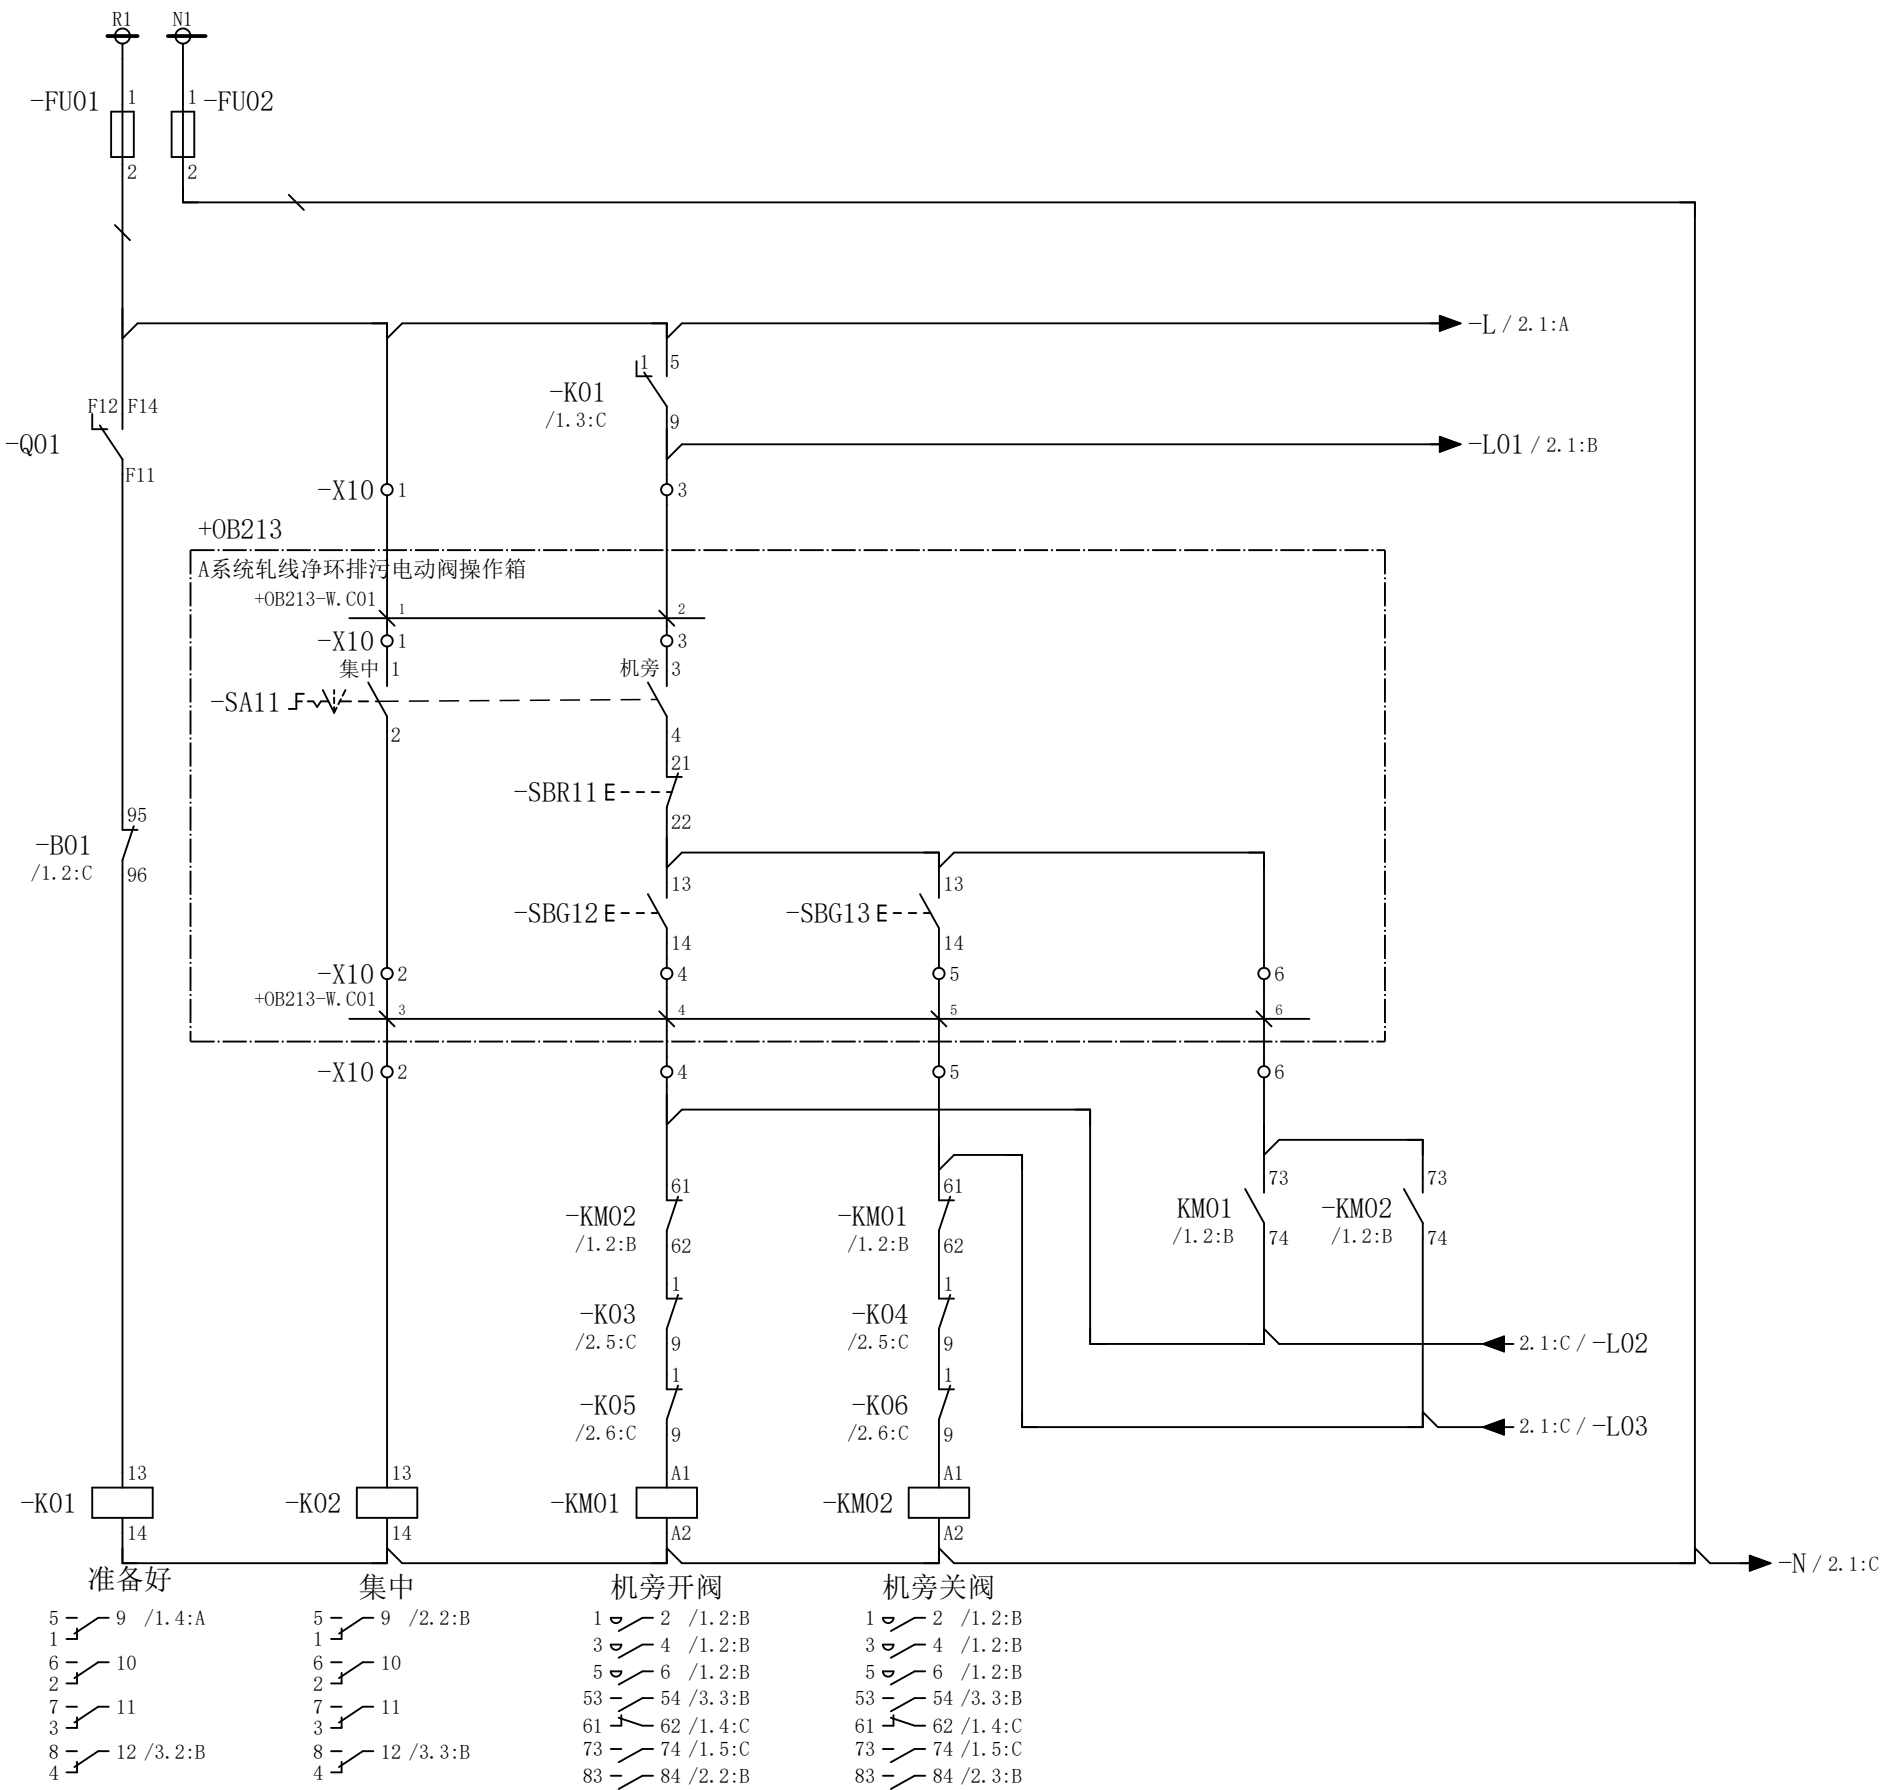 R1 N1
-FU01 1 1 -FU02
2 2
-L / 2.1:A
1 5
-K01
/1.3:C
9
F12 F14
-Q01
F11
-L01 / 2.1:B
-X10 1 3
+OB213
A系统轧线净环排污电动阀操作箱
+OB213-W.C01 1 2
-X10 1 3
集中 1 机旁 3
-SA11
2 4
21
-SBR11
22
95
-B01
/1.2:C 96
13 13
-SBG12 -SBG13
14 14
-X10 2 4 5 6
+OB213-W.C01 3 4 5 6
-X10 2 4 5 6
61 61 73 73
-KM02 -KM01 KM01 -KM02
/1.2:B /1.2:B /1.2:B /1.2:B
62 62 74 74
1 1
-K03 -K04
/2.5:C /2.5:C
9 9
2.1:C / -L02
1 1
-K05 -K06
/2.6:C /2.6:C
9 9
2.1:C / -L03
13 13 A1 A1
-K01 -K02 -KM01 -KM02
14 14 A2 A2
-N / 2.1:C
准备好 集中 机旁开阀 机旁关阀
5 9 /1.4:A
1
6 10
2
7 11
3
8 12 /3.2:B
4
5 9 /2.2:B
1
6 10
2
7 11
3
8 12 /3.3:B
4
1 2 /1.2:B
3 4 /1.2:B
5 6 /1.2:B
53 54 /3.3:B
61 62 /1.4:C
73 74 /1.5:C
83 84 /2.2:B
1 2 /1.2:B
3 4 /1.2:B
5 6 /1.2:B
53 54 /3.3:B
61 62 /1.4:C
73 74 /1.5:C
83 84 /2.3:B